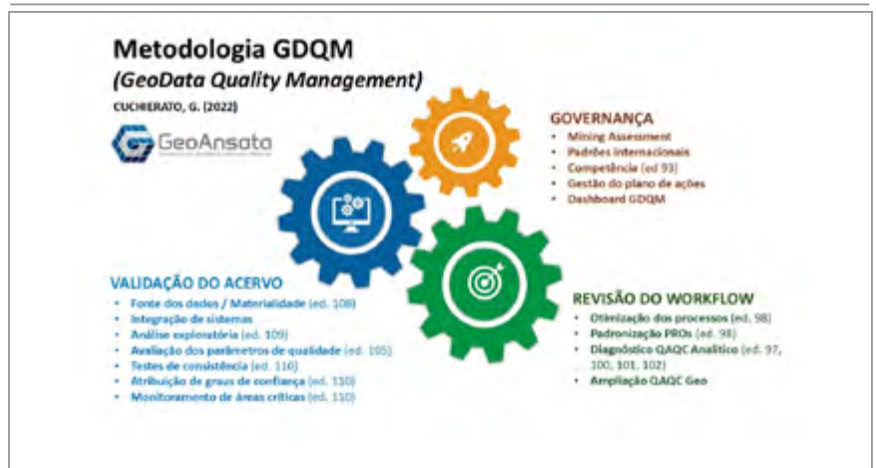 Metodologia GDQM
(GeoData Quality Management)
CUCHIERATO, G. (2022)
GeoAnsata
GOVERNANÇA
• Mining Assessment
• Padrões internacionais
• Competência (ed 93)
• Gestão do plano de ações
• Dashboard GDQM
VALIDAÇÃO DO ACERVO
• Fonte dos dados / Materialidade (ed. 108)
• Integração de sistemas
• Análise exploratória (ed. 109)
• Avaliação dos parâmetros de qualidade (ed. 105)
• Testes de consistência (ed. 110)
• Atribuição de graus de confiança (ed. 110)
• Monitoramento de áreas críticas (ed. 110)
REVISÃO DO WORKFLOW
• Otimização dos processos (ed. 98)
• Padronização PROs (ed. 98)
• Diagnóstico QAQC Analítico (ed. 97,
100, 101, 102)
• Ampliação QAQC Geo